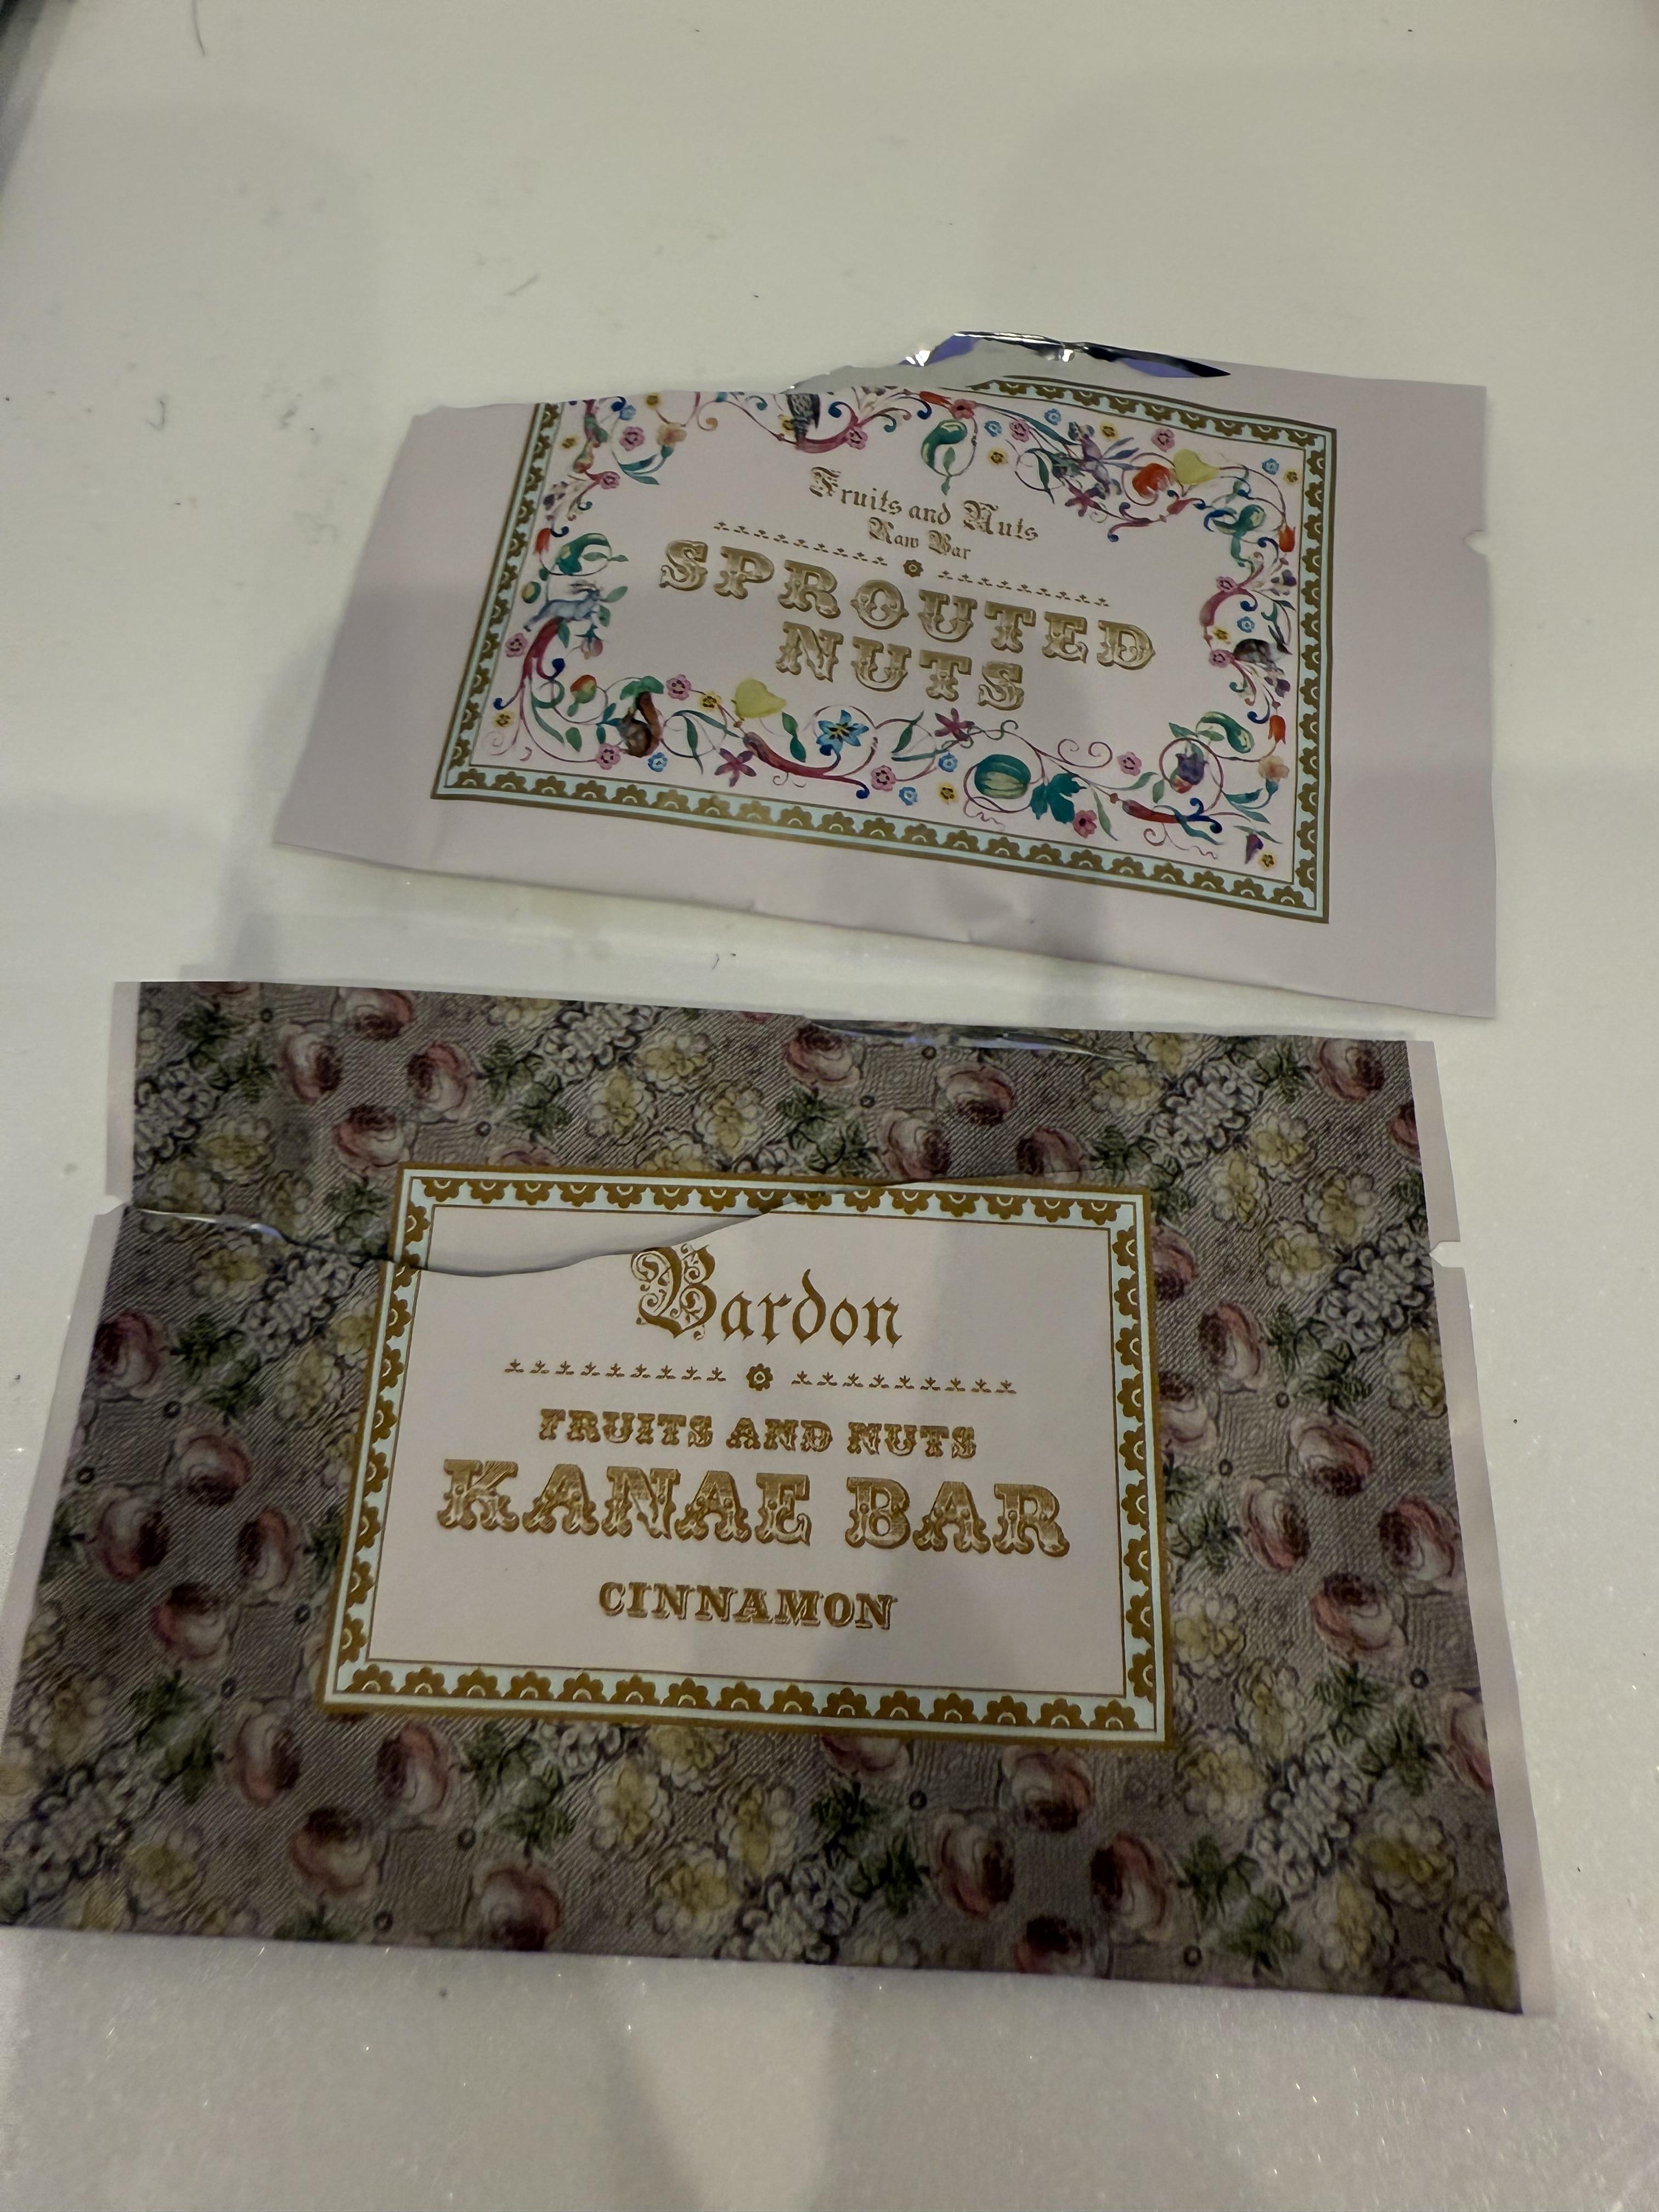 Fruits and Nuts
Raw Bar
SPROUTED
NUTS
Bardon
FRUITS AND NUTS
KANAE BAR
CINNAMON